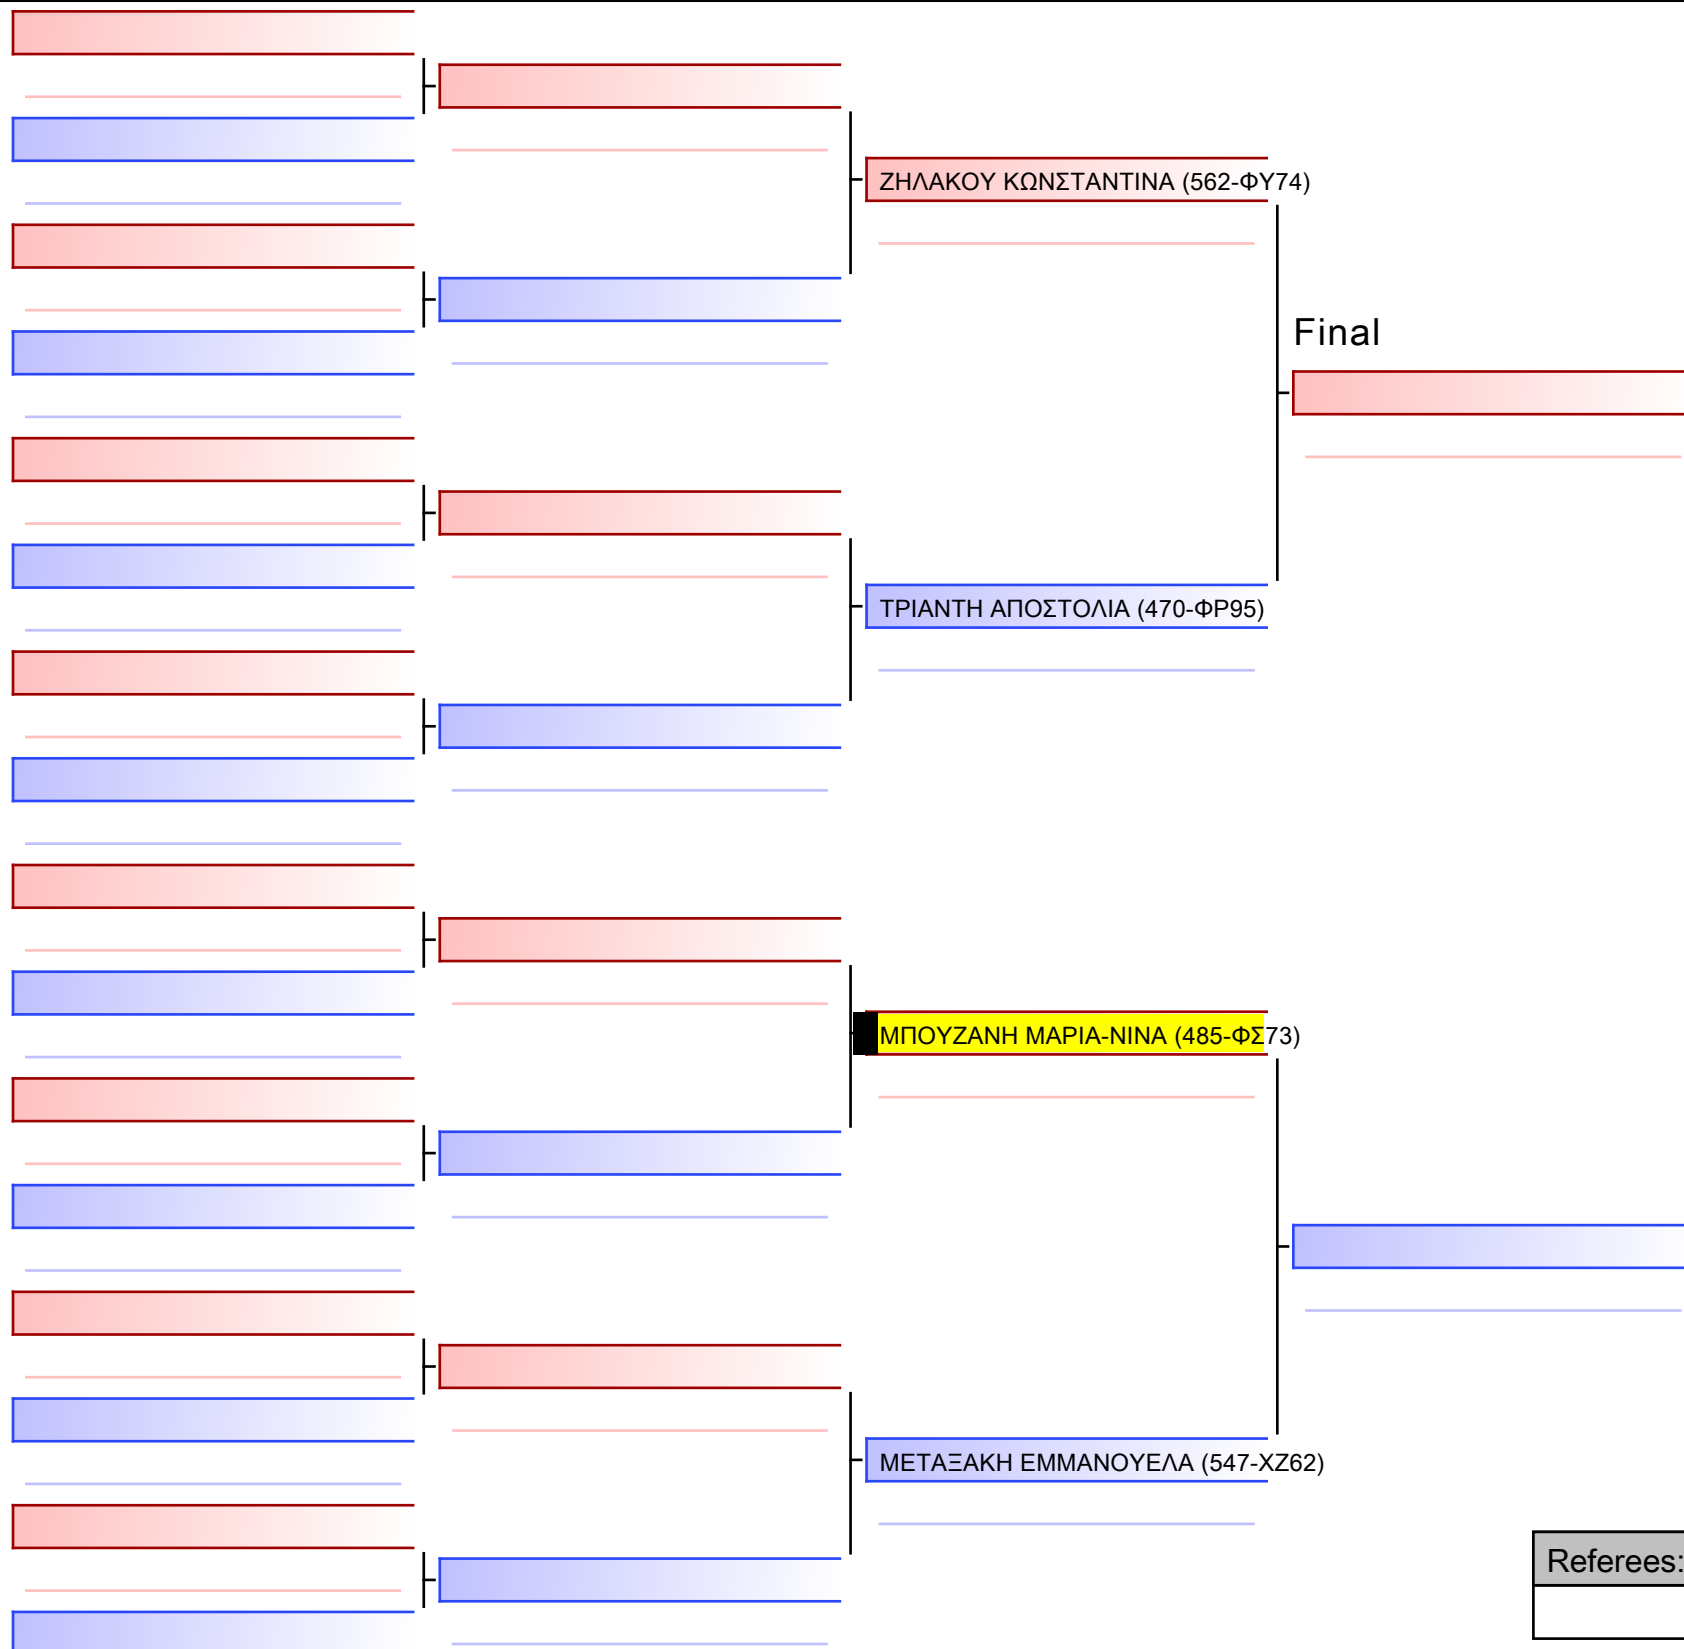 ΖΗΛΑΚΟΥ ΚΩΝΣΤΑΝΤΙΝΑ (562-ΦΥ74)
Final
ΤΡΙΑΝΤΗ ΑΠΟΣΤΟΛΙΑ (470-ΦΡ95)
ΜΠΟΥΖΑΝΗ ΜΑΡΙΑ-ΝΙΝΑ (485-ΦΣ73)
ΜΕΤΑΞΑΚΗ ΕΜΜΑΝΟΥΕΛΑ (547-ΧΖ62)
Referees: